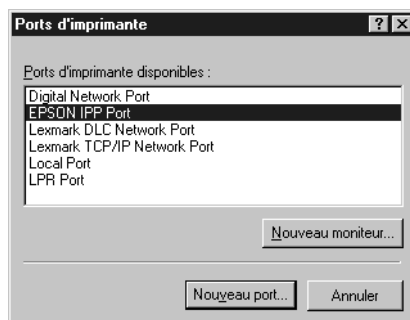 Ports d'imprimante
Ports d'imprimante disponibles :
Digital Network Port
EPSON IPP Port
Lexmark DLC Network Port
Lexmark TCP/IP Network Port
Local Port
LPR Port
Nouveau moniteur...
Nouveau port...
Annuler